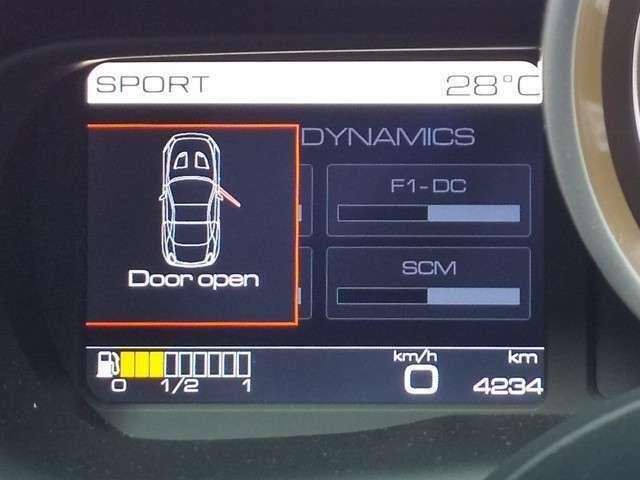 SPORT 28°C
DYNAMICS
F1-DC
SCM
Door open
km/h km
0 1/2 1 0 4234